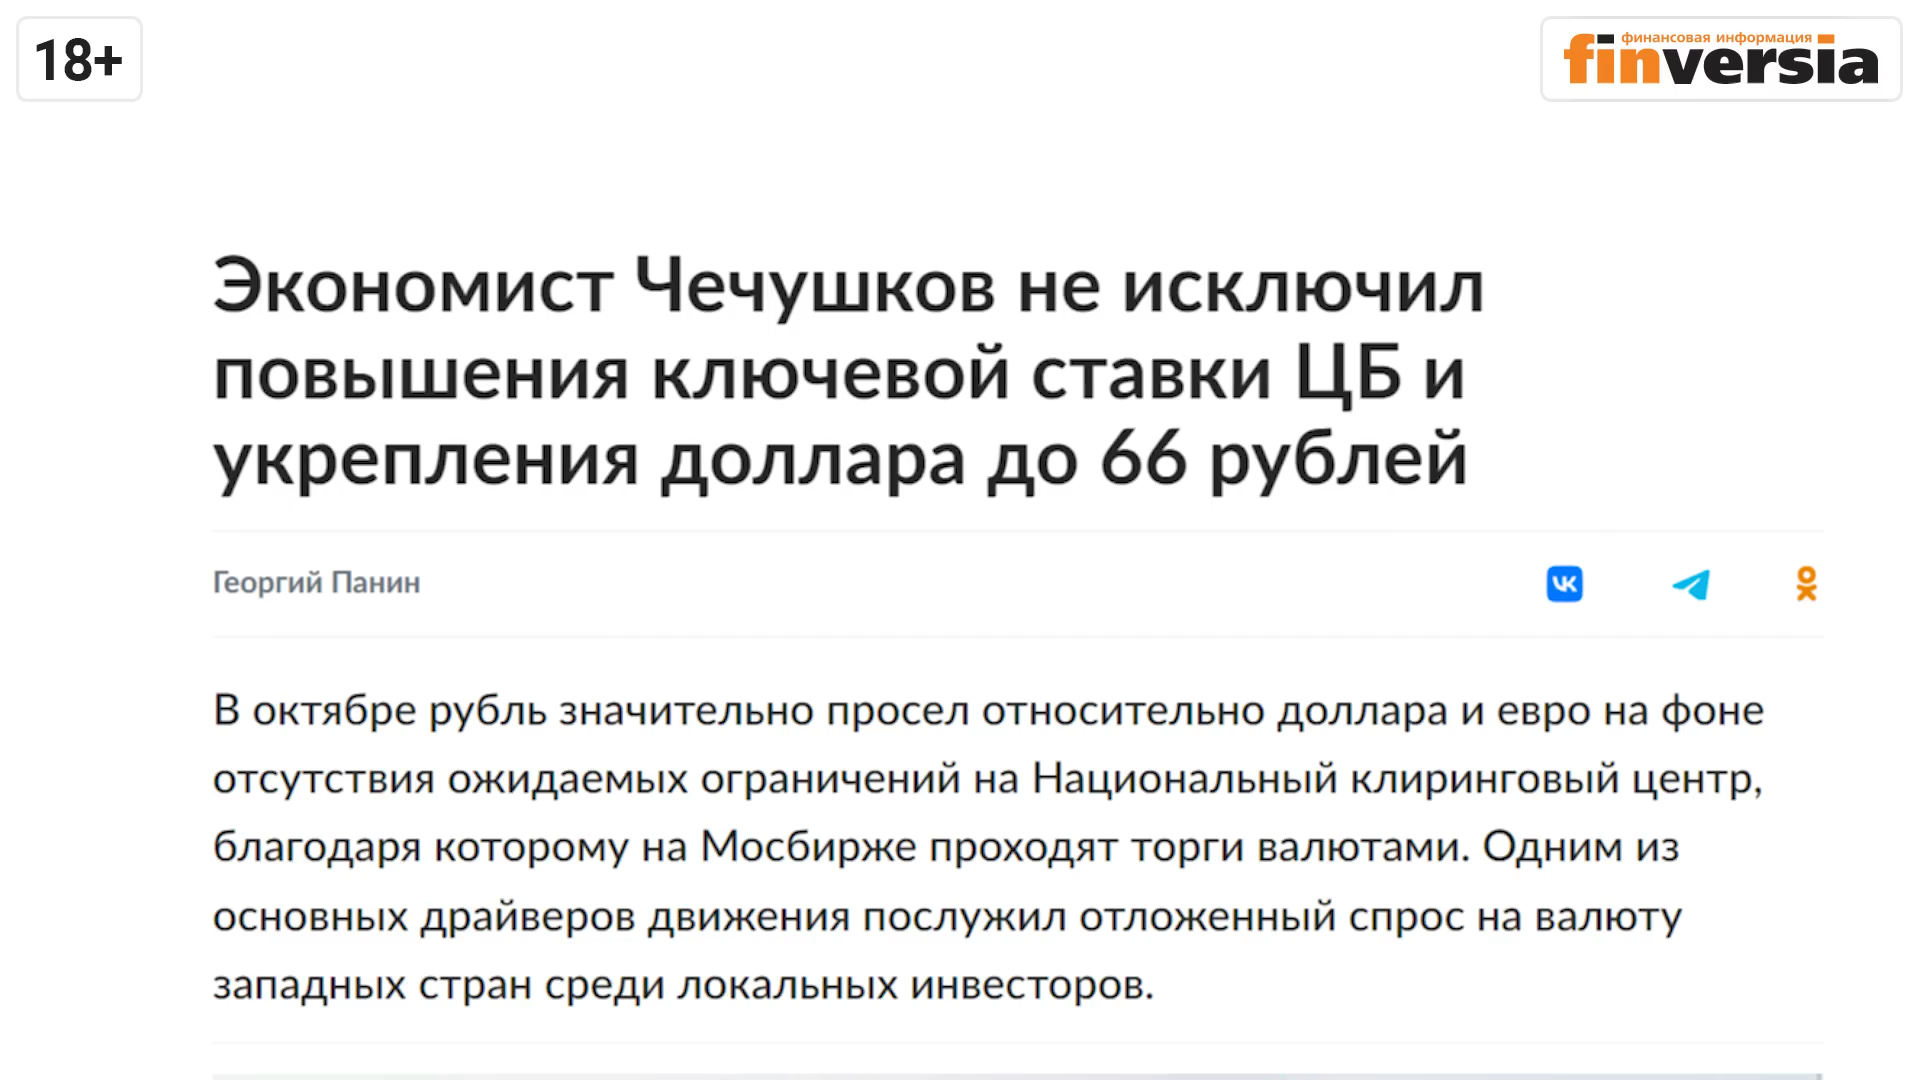 18+
финансовая информация
finversia
Экономист Чечушков не исключил
повышения ключевой ставки ЦБ и
укрепления доллара до 66 рублей
Георгий Панин
В октябре рубль значительно просел относительно доллара и евро на фоне
отсутствия ожидаемых ограничений на Национальный клиринговый центр,
благодаря которому на Мосбирже проходят торги валютами. Одним из
основных драйверов движения послужил отложенный спрос на валюту
западных стран среди локальных инвесторов.